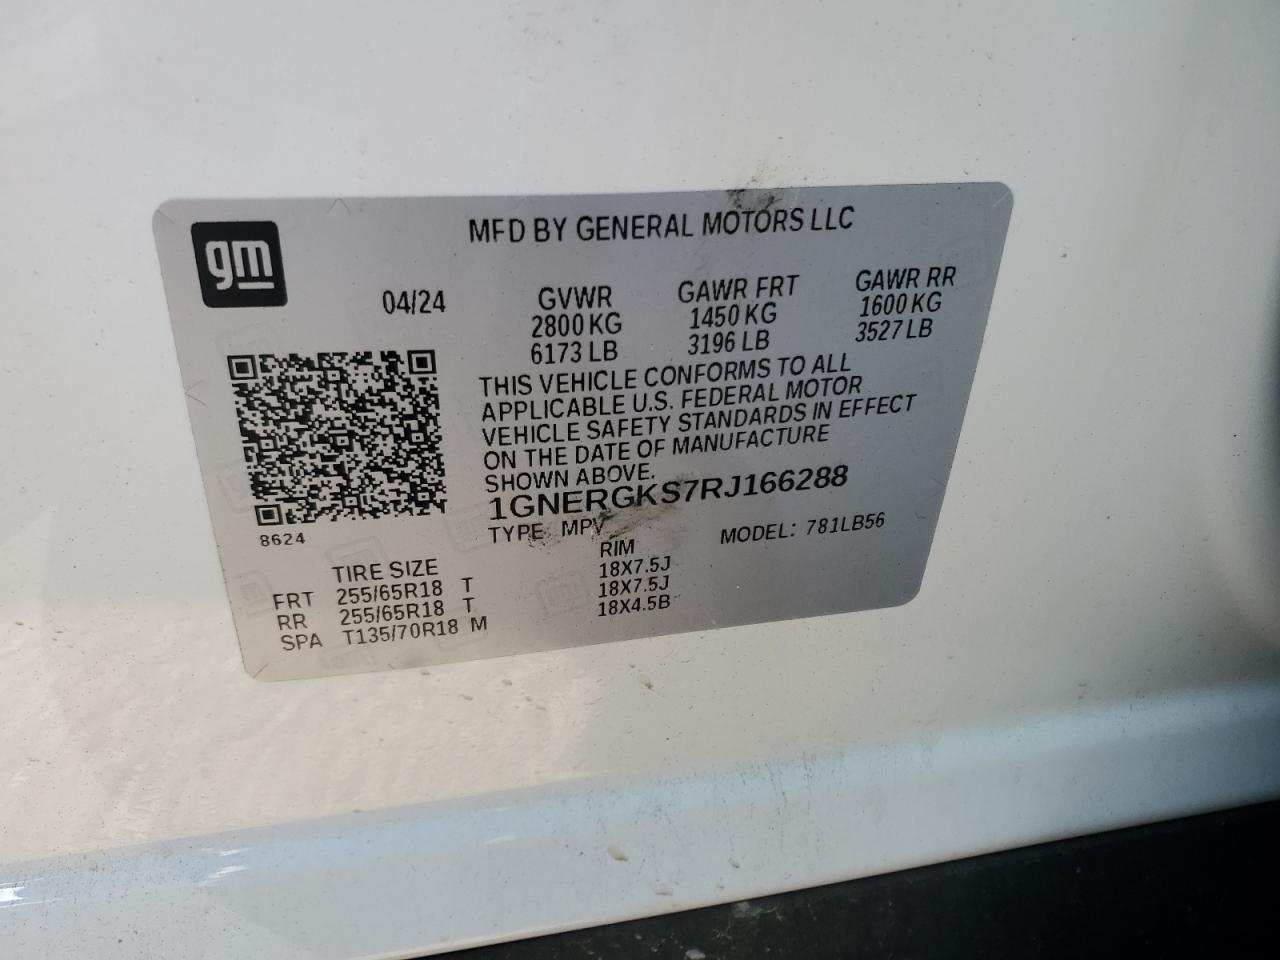 gm
MFD BY GENERAL MOTORS LLC
04/24
GVWR GAWR FRT GAWR RR
2800 KG 1450 KG 1600 KG
6173 LB 3196 LB 3527 LB
THIS VEHICLE CONFORMS TO ALL
APPLICABLE U.S. FEDERAL MOTOR
VEHICLE SAFETY STANDARDS IN EFFECT
ON THE DATE OF MANUFACTURE
SHOWN ABOVE.
1GNERGKS7RJ166288
TYPE MPV MODEL: 781LB56
8624
TIRE SIZE RIM
FRT 255/65R18 T 18X7.5J
RR 255/65R18 T 18X7.5J
SPA T135/70R18 M 18X4.5B